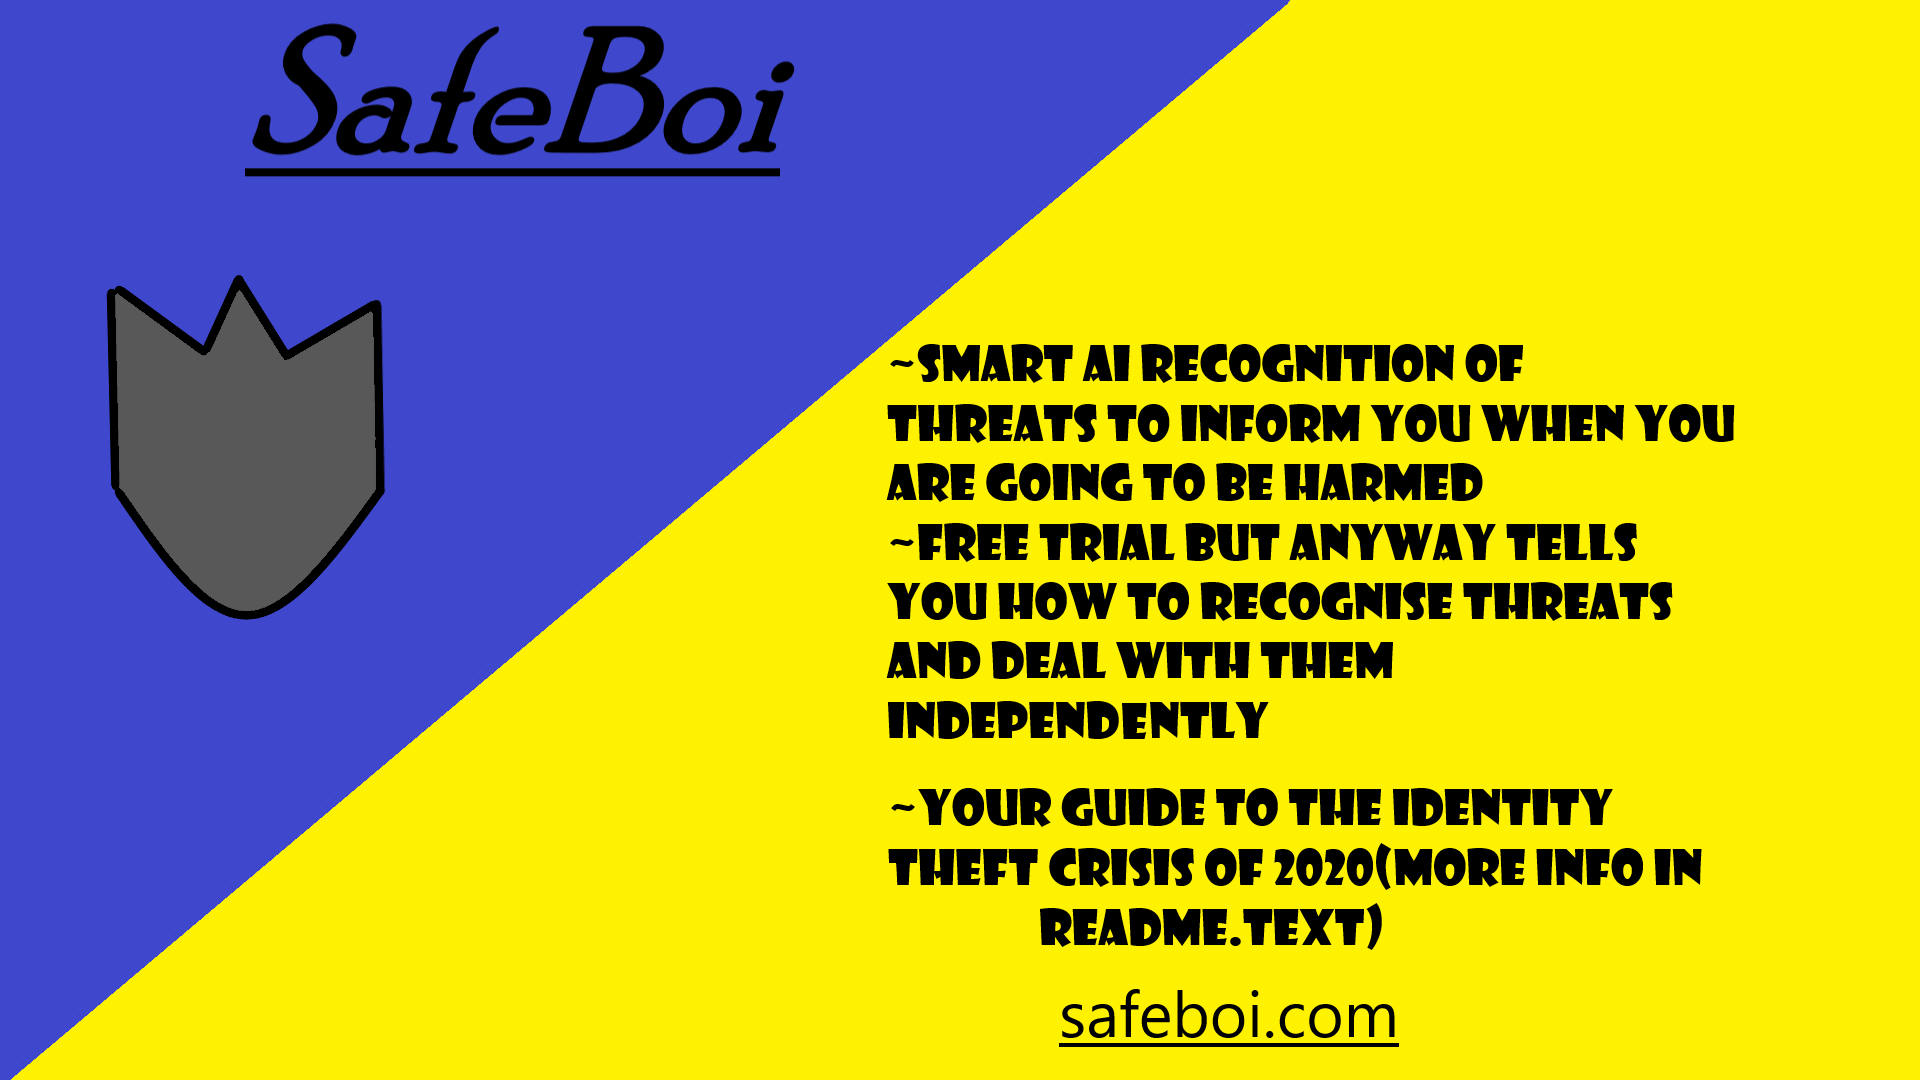 SafeBoi
~SMART AI RECOGNITION OF
THREATS TO INFORM YOU WHEN YOU
ARE GOING TO BE HARMED
~FREE TRIAL BUT ANYWAY TELLS
YOU HOW TO RECOGNISE THREATS
AND DEAL WITH THEM
INDEPENDENTLY
~YOUR GUIDE TO THE IDENTITY
THEFT CRISIS OF 2020(MORE INFO IN
README.TEXT)
safeboi.com